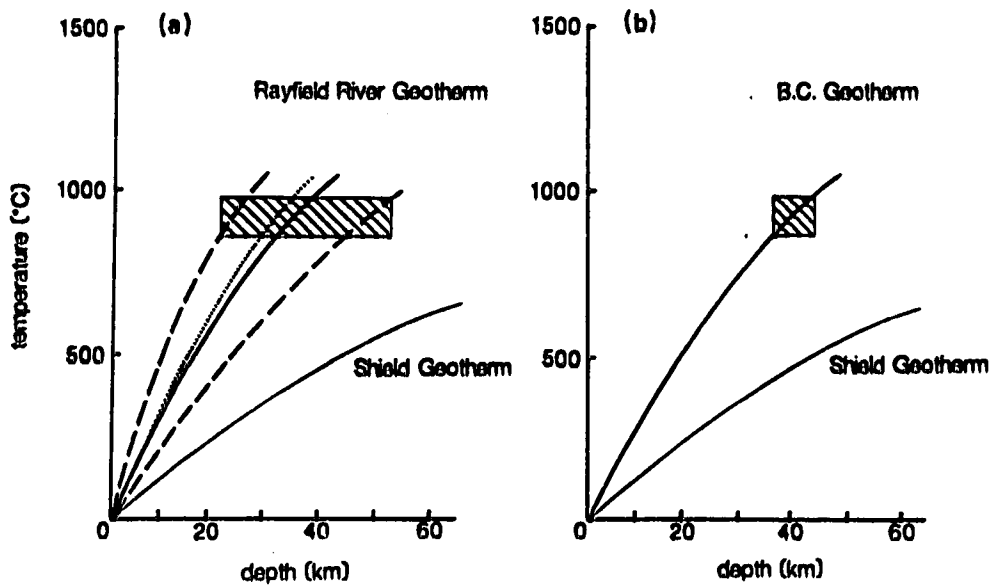 (a)
1500
Rayfield River Geotherm
1000
temperature (°C)
500
Shield Geotherm
0 20 40 60
depth (km)
(b)
1500
B.C. Geotherm
1000
500
Shield Geotherm
0 20 40 60
depth (km)